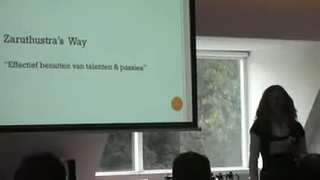 Zaruthustra's Way
"Effectief benutten van talenten & passies"